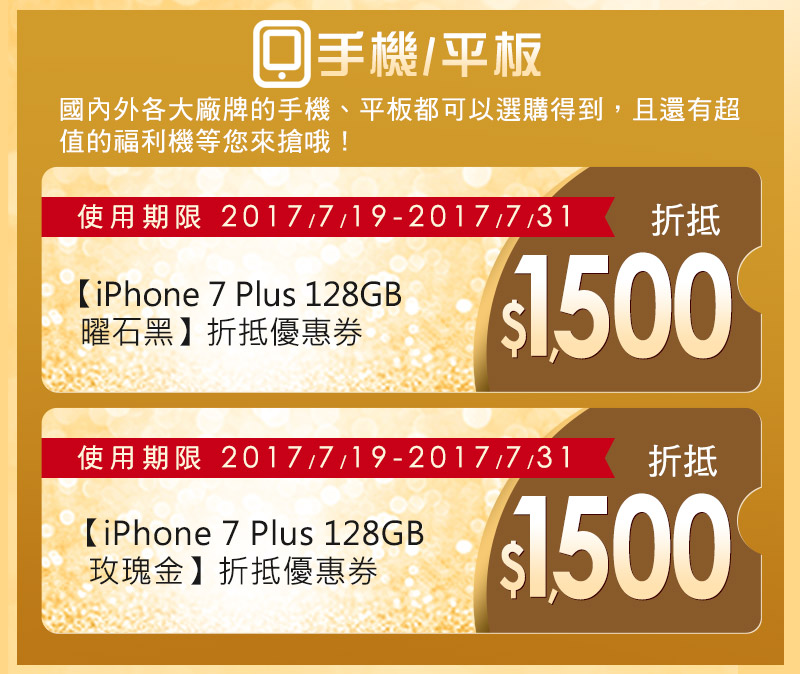 手機/平板
國內外各大廠牌的手機、平板都可以選購得到，且還有超
值的福利機等您來搶哦！
使用期限 2017/7/19-2017/7/31
折抵
【iPhone 7 Plus 128GB
曜石黑】折抵優惠券
$1,500
使用期限 2017/7/19-2017/7/31
折抵
【iPhone 7 Plus 128GB
玫瑰金】折抵優惠券
$1,500